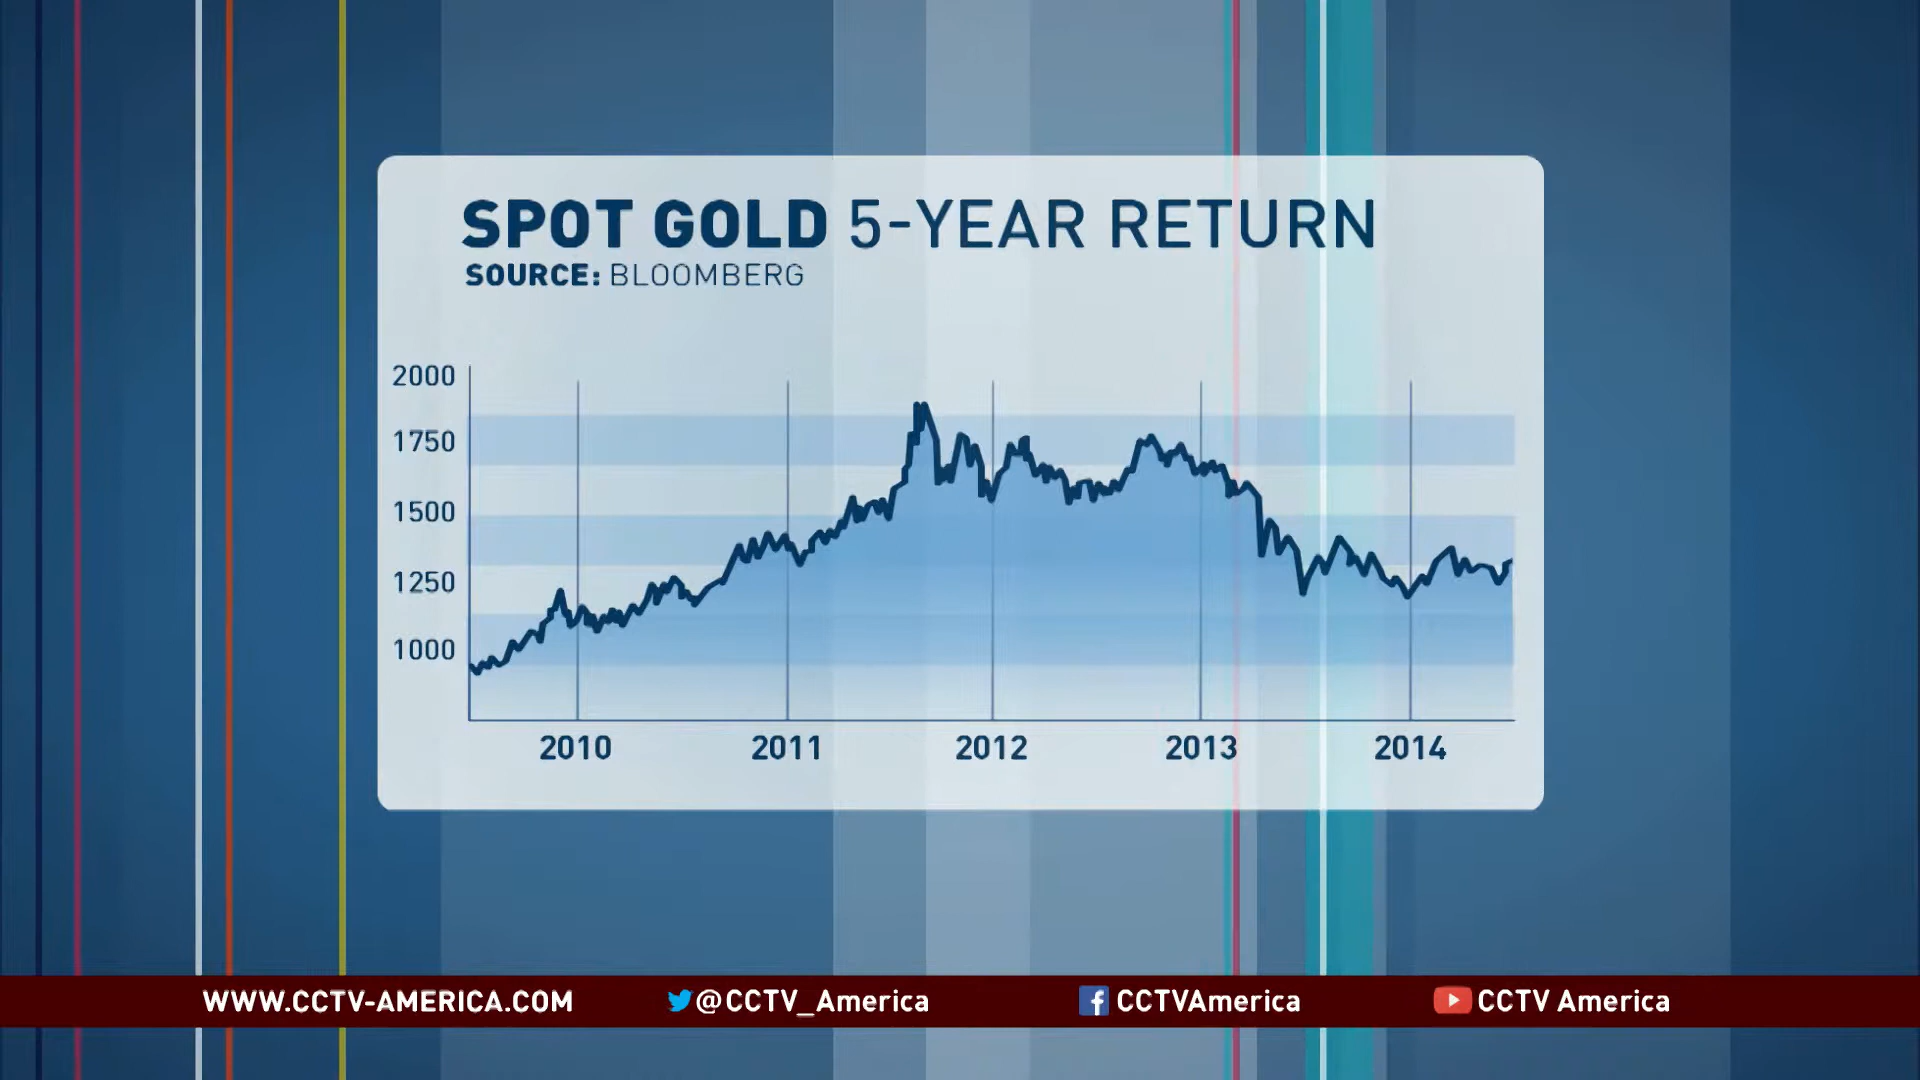 SPOT GOLD 5-YEAR RETURN
SOURCE: BLOOMBERG
2000
1750
1500
1250
1000
2010 2011 2012 2013 2014
WWW.CCTV-AMERICA.COM @CCTV_America CCTVAmerica CCTV America